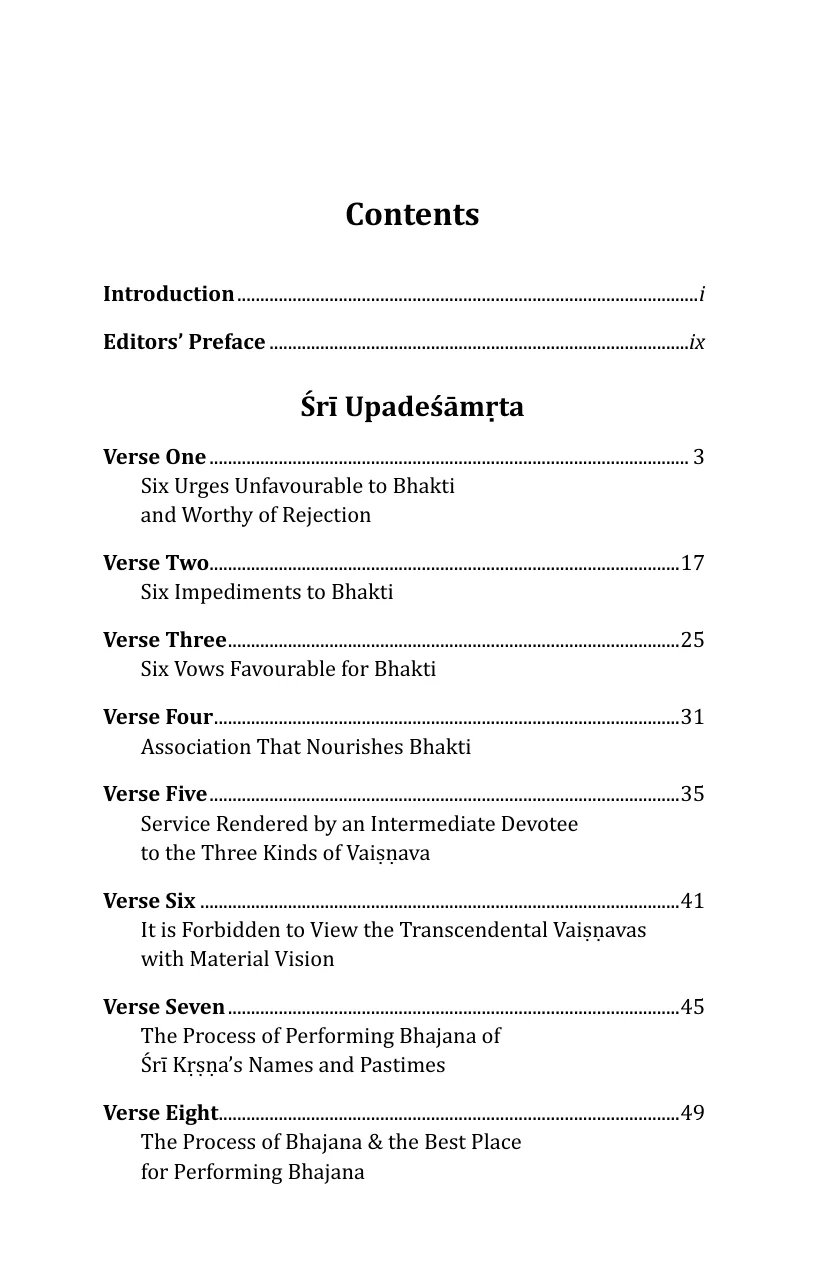 Contents
Introduction....................................................................................................i
Editors’ Preface ...........................................................................................ix
Śrī Upadeśāmṛta
Verse One ........................................................................................................ 3
Six Urges Unfavourable to Bhakti
and Worthy of Rejection
Verse Two......................................................................................................17
Six Impediments to Bhakti
Verse Three..................................................................................................25
Six Vows Favourable for Bhakti
Verse Four.....................................................................................................31
Association That Nourishes Bhakti
Verse Five ......................................................................................................35
Service Rendered by an Intermediate Devotee
to the Three Kinds of Vaiṣṇava
Verse Six ........................................................................................................41
It is Forbidden to View the Transcendental Vaiṣṇavas
with Material Vision
Verse Seven ..................................................................................................45
The Process of Performing Bhajana of
Śrī Kṛṣṇa’s Names and Pastimes
Verse Eight....................................................................................................49
The Process of Bhajana & the Best Place
for Performing Bhajana